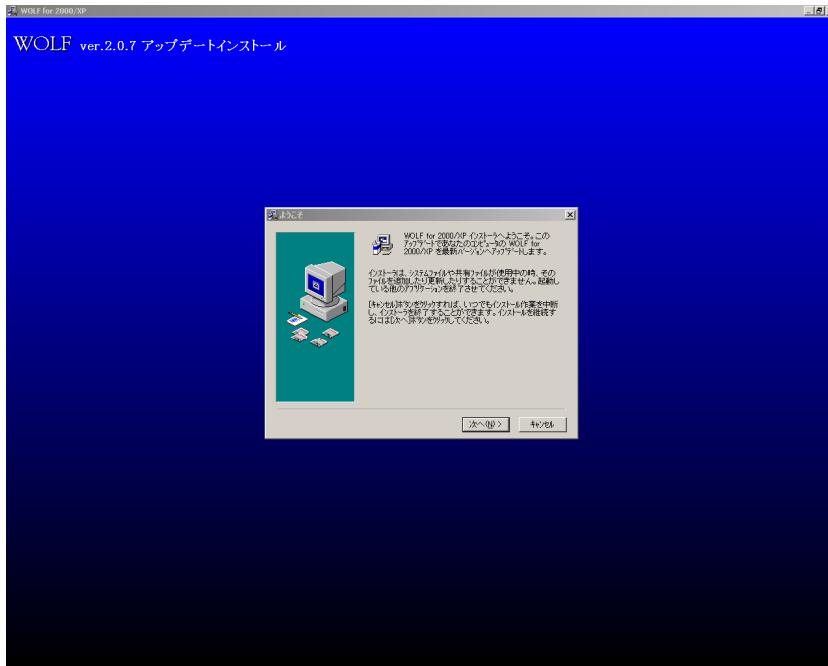 WOLF for 2000/XP
WOLF ver.2.0.7 アップデートインストール
ようこそ
WOLF for 2000/XP インストーラへようこそ。この
アップデートであなたのコンピュータの WOLF for
2000/XP を最新バージョンへアップデートします。
インストーラは、システムファイルや共有ファイルが使用中の時、その
ファイルを追加したり更新したりすることができません。起動し
ている他のアプリケーションを終了させてください。
[キャンセル]ボタンをクリックすれば、いつでもインストール作業を中断
し、インストーラを終了することができます。インストールを継続す
るには[次へ]ボタンをクリックしてください。
次へ(N) >
キャンセル